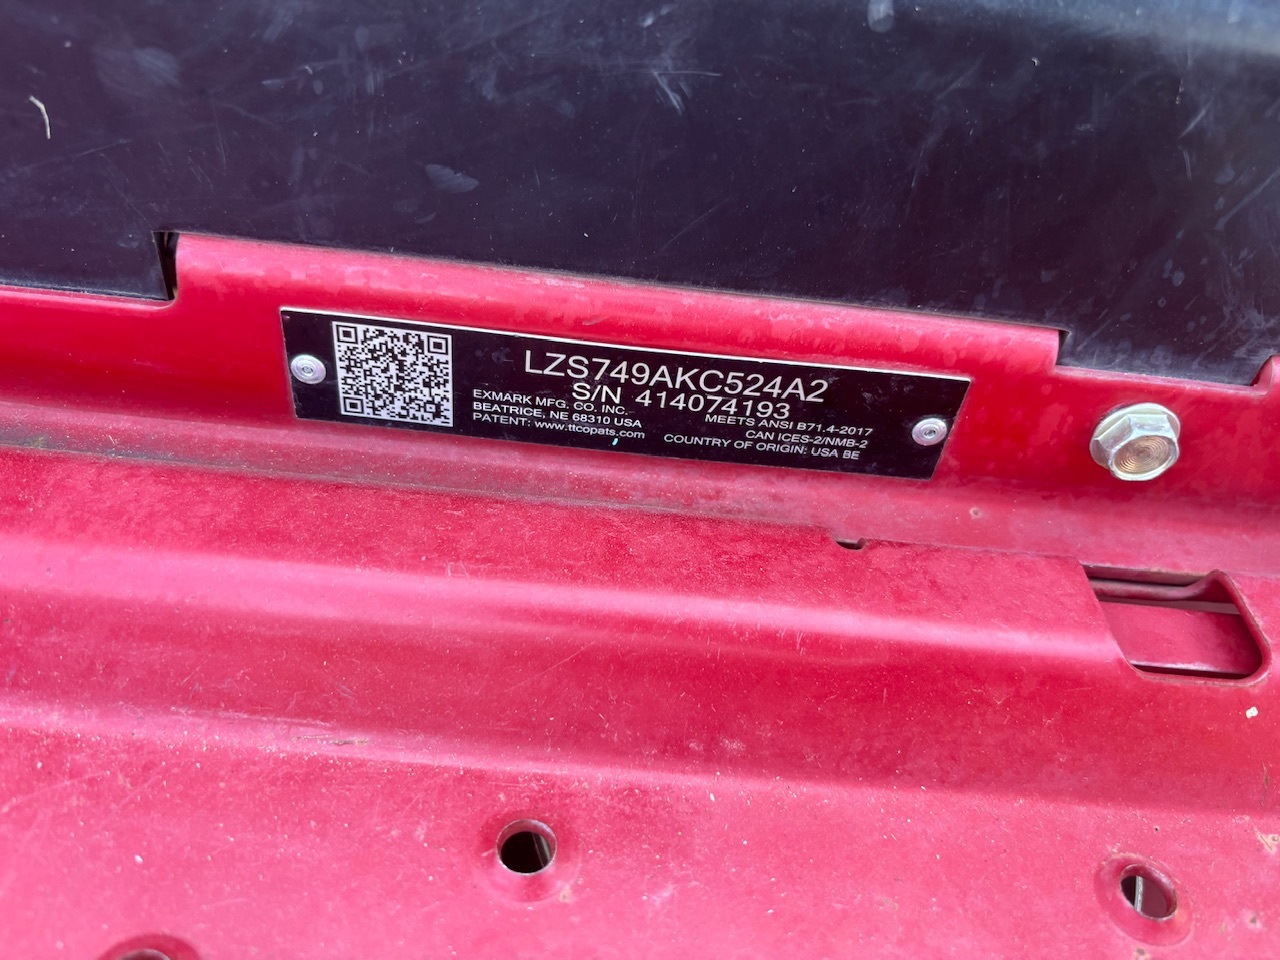 LZS749AKC524A2
S/N 414074193
EXMARK MFG. CO. INC.
BEATRICE, NE 68310 USA
PATENT: www.ttcopats.com
MEETS ANSI B71.4-2017
CAN ICES-2/NMB-2
COUNTRY OF ORIGIN: USA BE